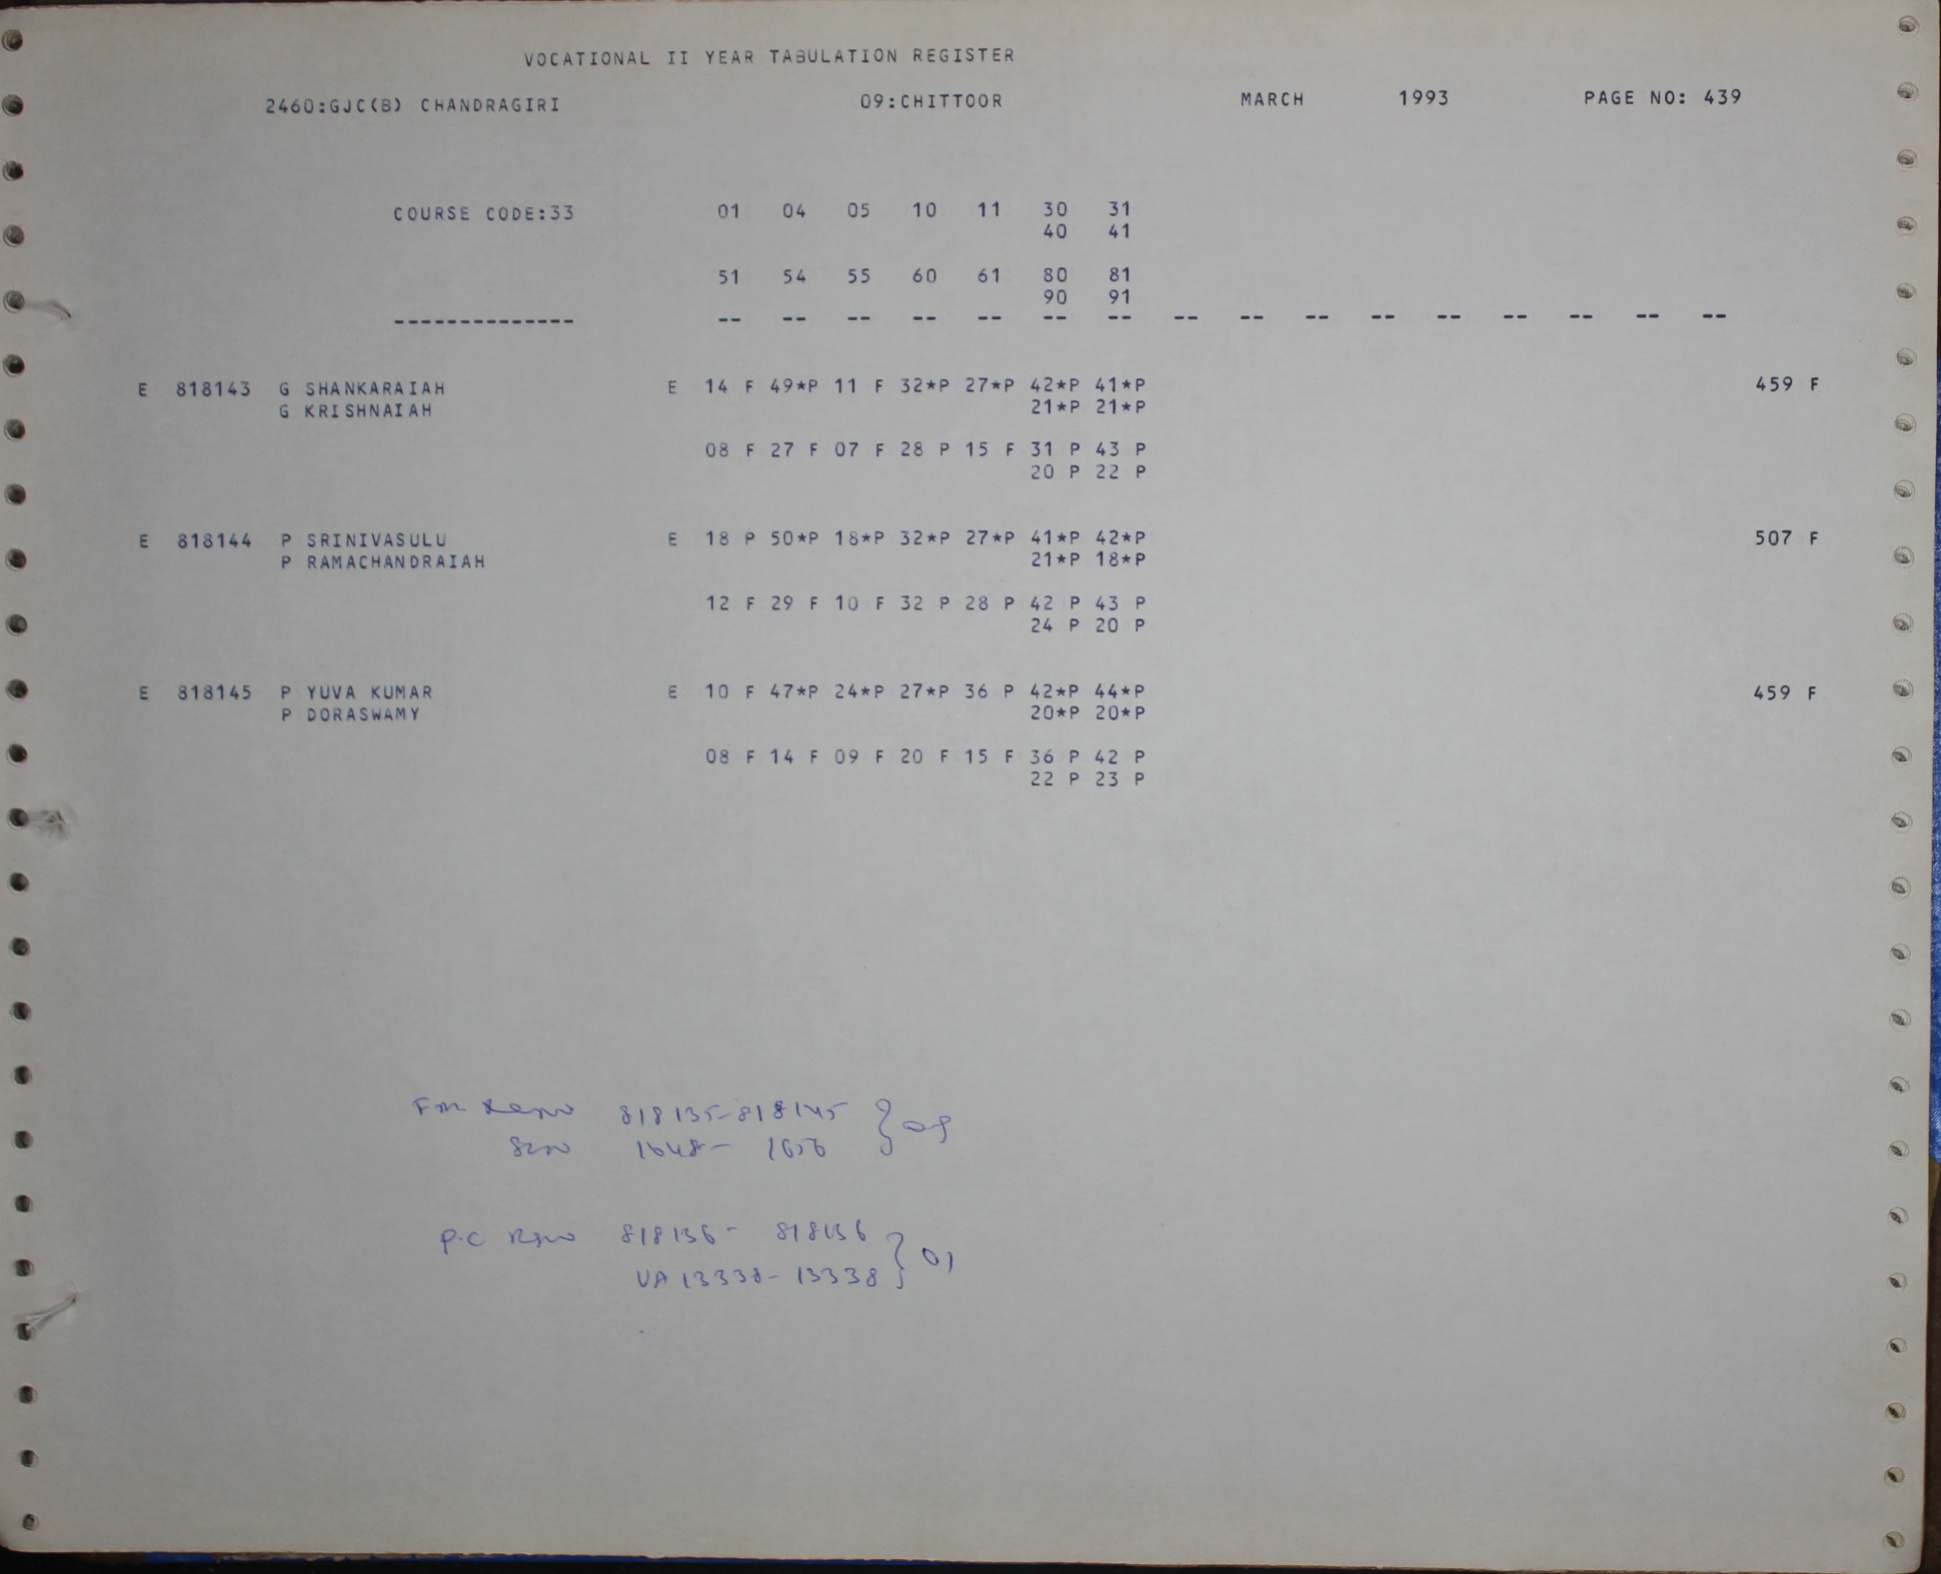 VOCATIONAL II YEAR TABULATION REGISTER
2460:GJC(B) CHANDRAGIRI 09:CHITTOOR MARCH 1993 PAGE NO: 439
COURSE CODE:33 01 04 05 10 11 30 31
40 41
51 54 55 60 61 80 81
90 91
-------------- -- -- -- -- -- -- -- -- -- -- -- -- -- -- -- --
E 818143 G SHANKARAIAH E 14 F 49*P 11 F 32*P 27*P 42*P 41*P 459 F
G KRISHNAIAH 21*P 21*P
08 F 27 F 07 F 28 P 15 F 31 P 43 P
20 P 22 P
E 818144 P SRINIVASULU E 18 P 50*P 18*P 32*P 27*P 41*P 42*P 507 F
P RAMACHANDRAIAH 21*P 18*P
12 F 29 F 10 F 32 P 28 P 42 P 43 P
24 P 20 P
E 818145 P YUVA KUMAR E 10 F 47*P 24*P 27*P 36 P 42*P 44*P 459 F
P DORASWAMY 20*P 20*P
08 F 14 F 09 F 20 F 15 F 36 P 42 P
22 P 23 P
818135-818145 } 09
1648- 1656
P.C 818136- 818136 } 01
VA 13338- 13338